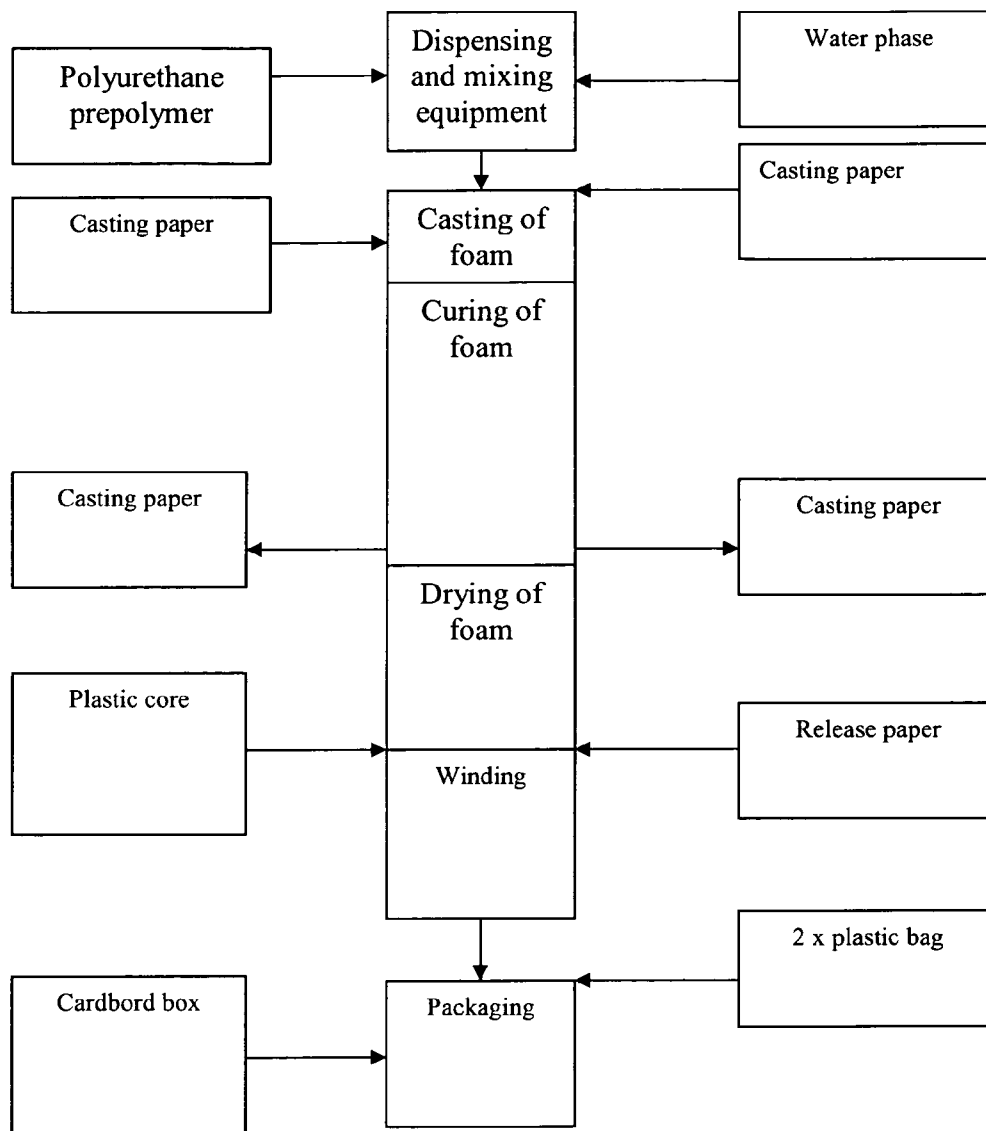 Polyurethane
prepolymer
Dispensing
and mixing
equipment
Water phase
Casting paper
Casting of
foam
Casting paper
Curing of
foam
Casting paper
Casting paper
Drying of
foam
Plastic core
Release paper
Winding
2 x plastic bag
Cardbord box
Packaging